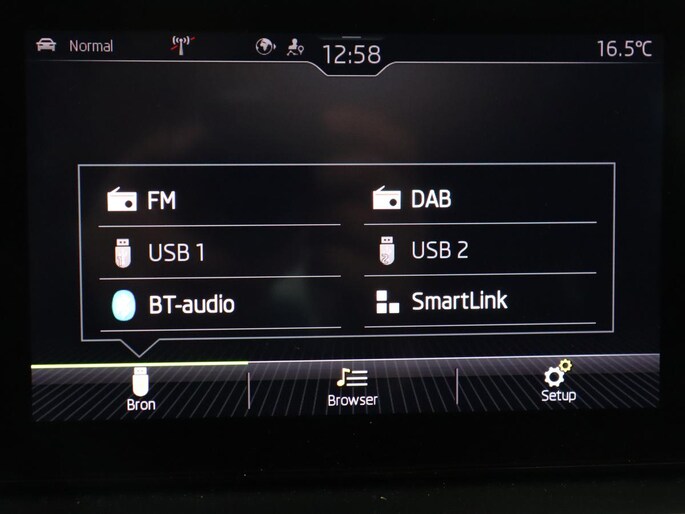 Normal
12:58
16.5°C
FM
DAB
USB 1
USB 2
BT-audio
SmartLink
Bron
Browser
Setup